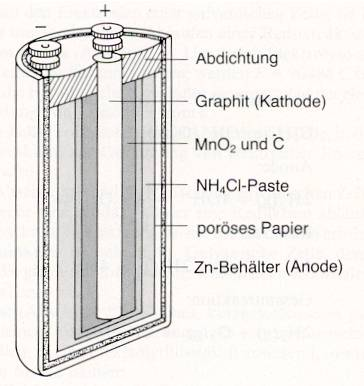 +
Abdichtung
Graphit (Kathode)
MnO₂ und C
NH₄Cl-Paste
poröses Papier
Zn-Behälter (Anode)